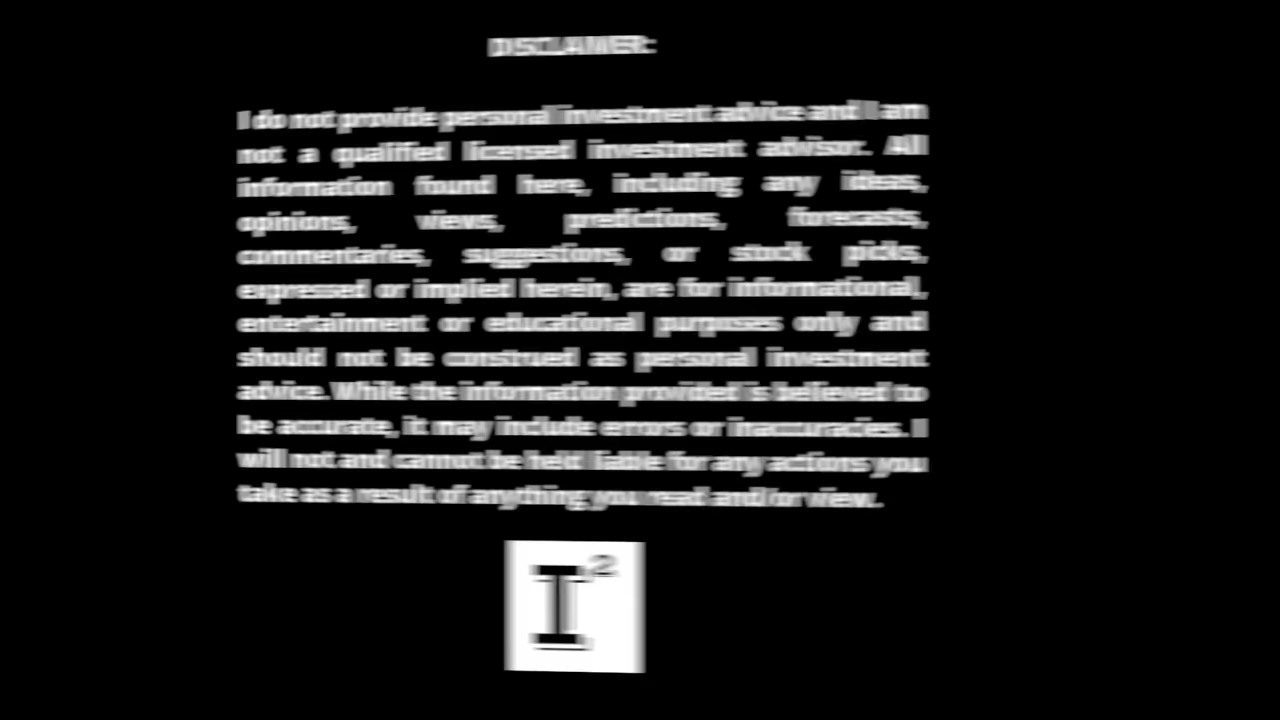 DISCLAIMER:
I do not provide personal investment advice and I am
not a qualified licensed investment advisor. All
information found here, including any ideas,
opinions, views, predictions, forecasts,
commentaries, suggestions, or stock picks,
expressed or implied herein, are for informational,
entertainment or educational purposes only and
should not be construed as personal investment
advice. While the information provided is believed to
be accurate, it may include errors or inaccuracies. I
will not and cannot be held liable for any actions you
take as a result of anything you read and/or view.
I²